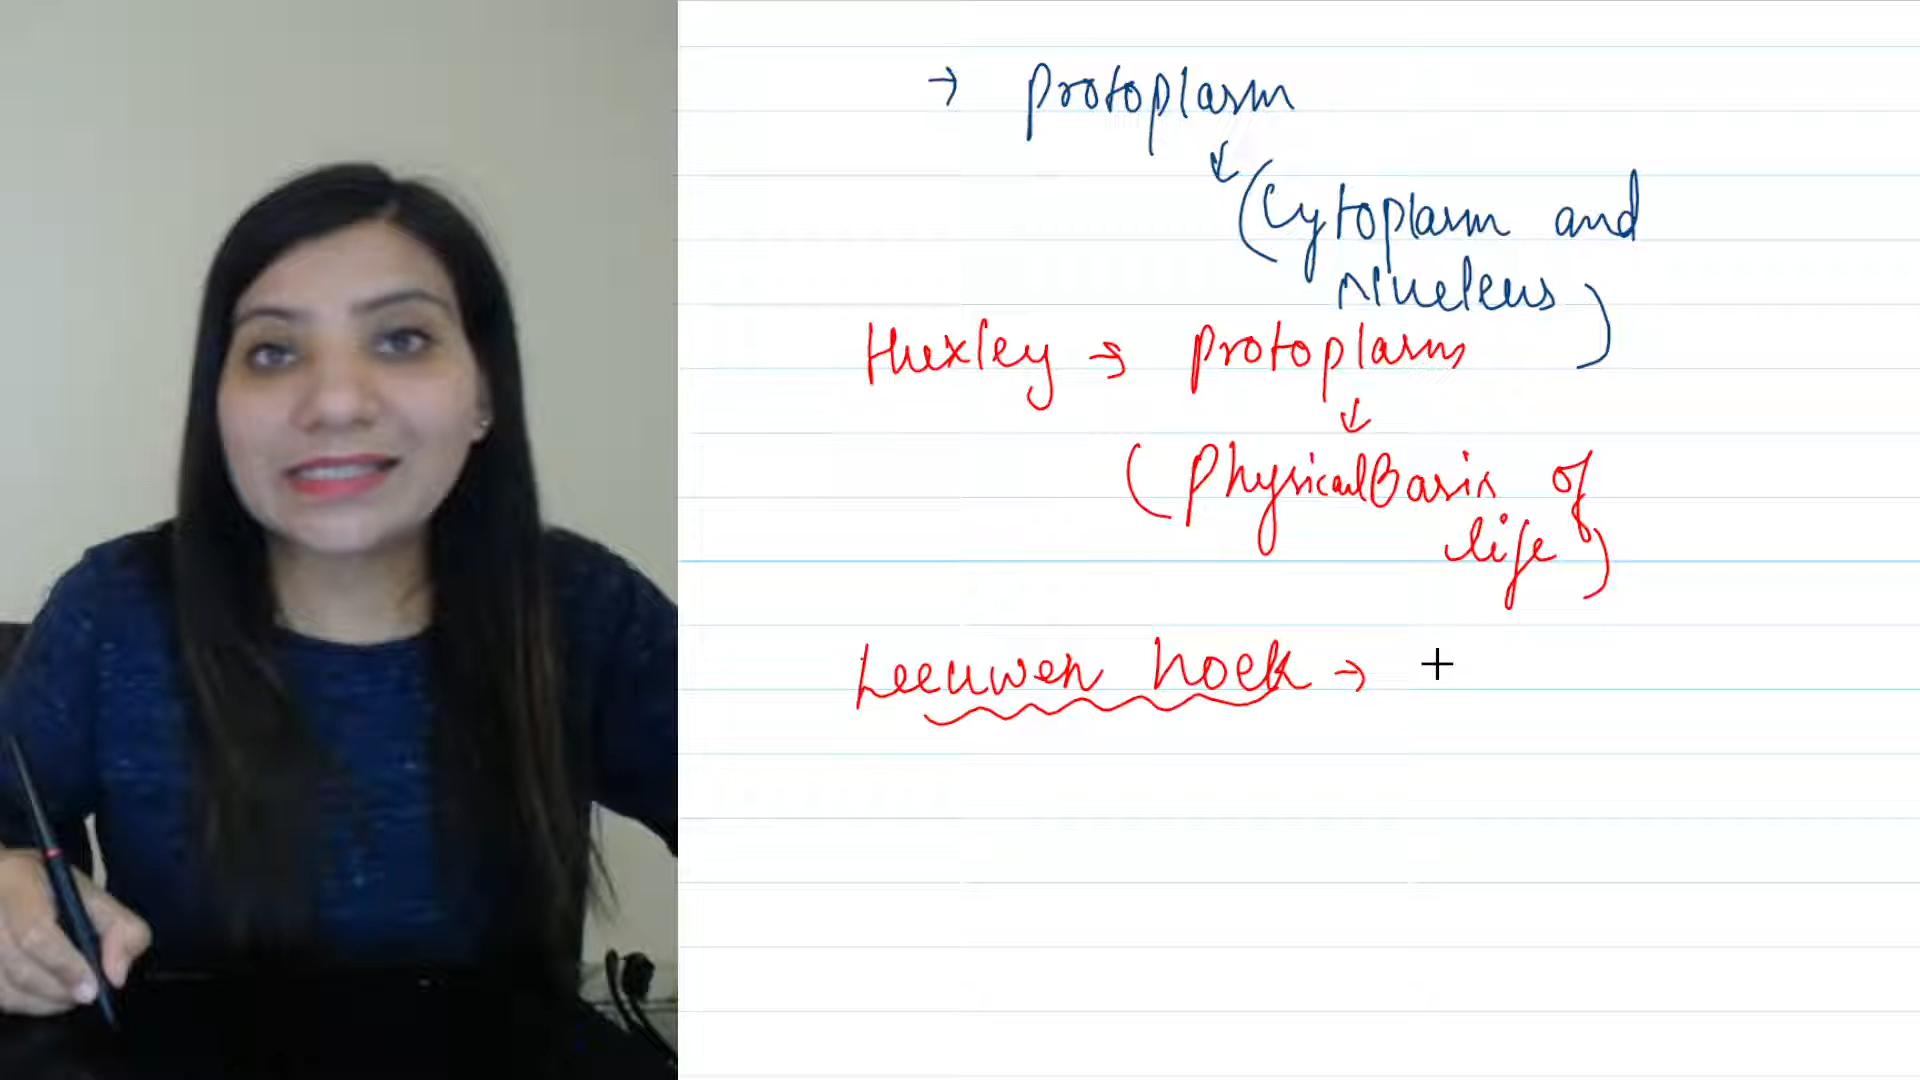 → Protoplasm
↓
(Cytoplasm and
Nucleus)
Huxley → Protoplasm
↓
(Physical Basis of
life)
Leeuwen hoek →